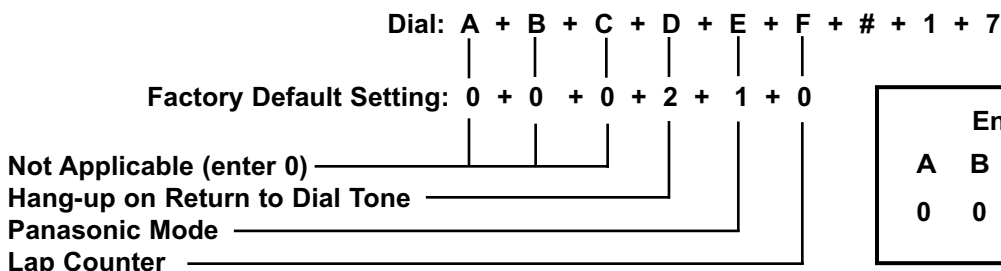 Dial: A + B + C + D + E + F + # + 1 + 7
Factory Default Setting: 0 + 0 + 0 + 2 + 1 + 0
Not Applicable (enter 0)
Hang-up on Return to Dial Tone
Panasonic Mode
Lap Counter
A B
0 0